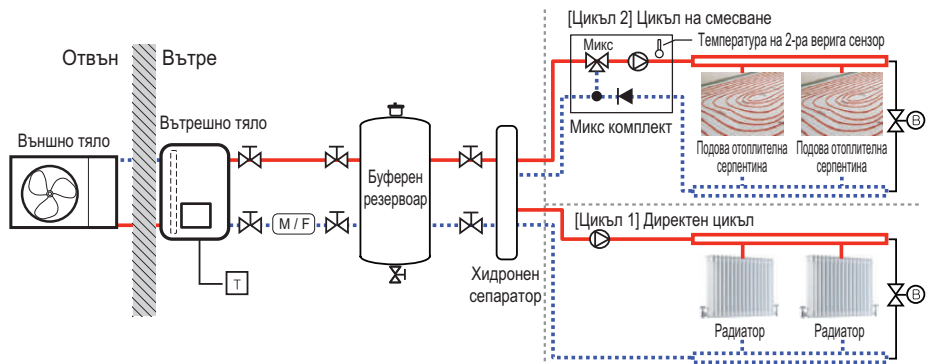 [Цикъл 2] Цикъл на смесване
Микс
Температура на 2-ра верига сензор
Отвън
Вътре
Микс комплект
Външно тяло
Вътрешно тяло
Буферен
резервоар
Подова отоплителна
серпентина
Подова отоплителна
серпентина
B
M / F
[Цикъл 1] Директен цикъл
T
Хидронен
сепаратор
B
Радиатор
Радиатор